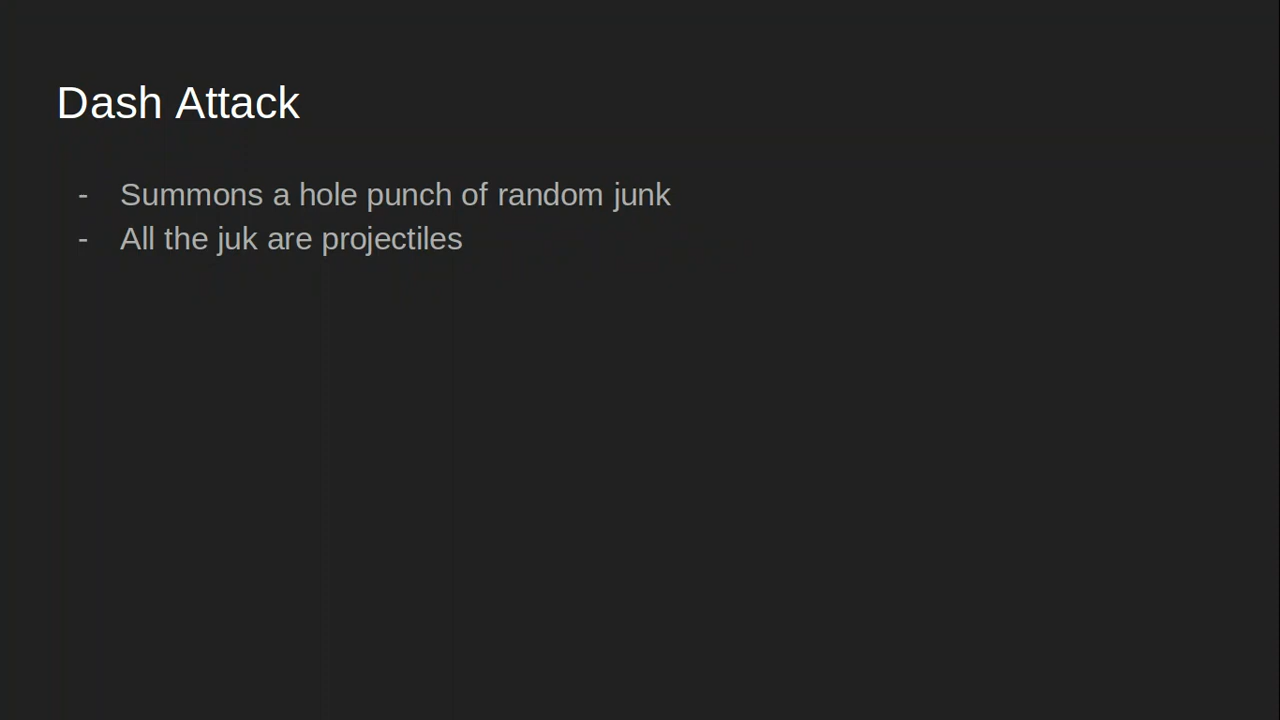 Dash Attack
- Summons a hole punch of random junk
- All the juk are projectiles